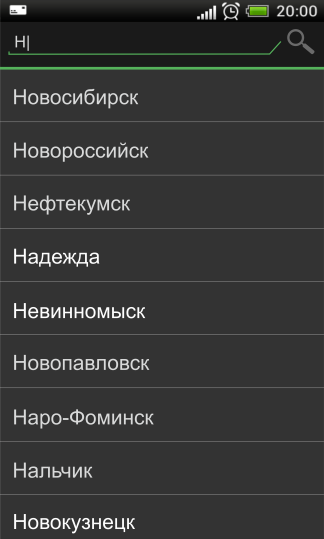 20:00
Н
Новосибирск
Новороссийск
Нефтекумск
Надежда
Невинномыск
Новопавловск
Наро-Фоминск
Нальчик
Новокузнецк